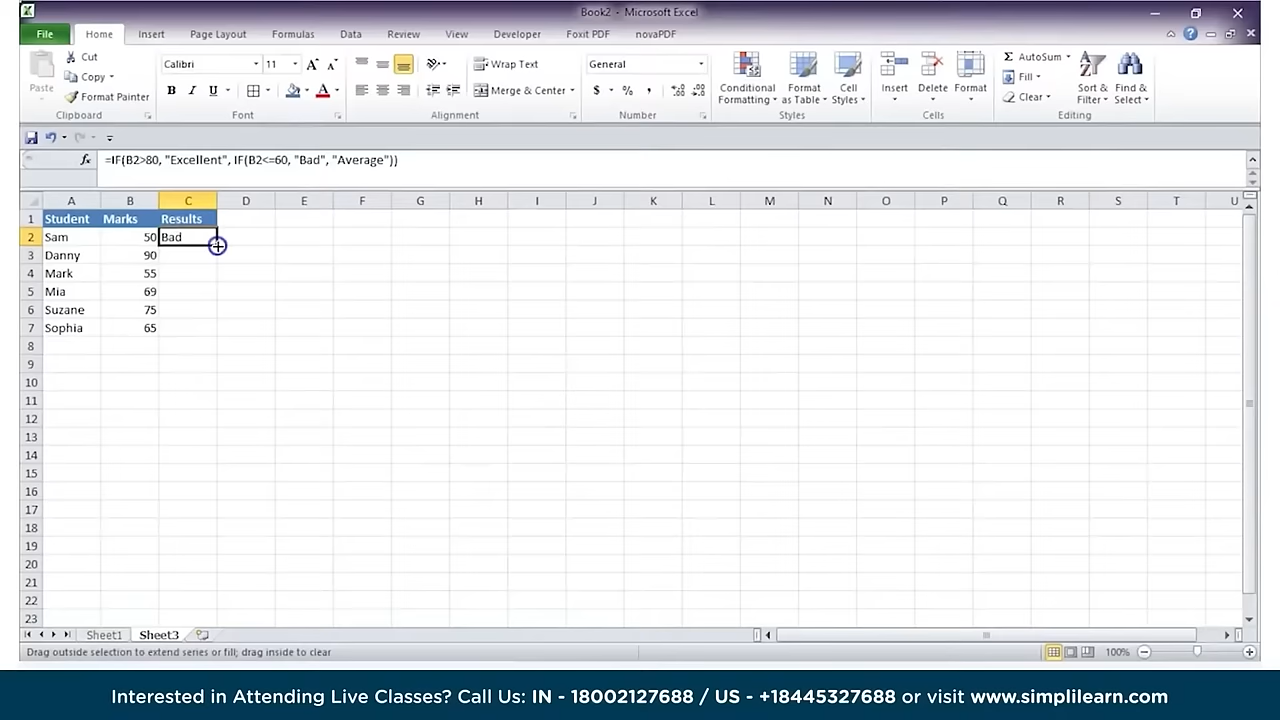 Book2 - Microsoft Excel
File Home Insert Page Layout Formulas Data Review View Developer Foxit PDF novaPDF
Paste
Cut
Copy
Format Painter
Clipboard
Calibri 11
B I U
A
Font
Wrap Text
Merge & Center
Alignment
General
$ % ,
Number
Conditional Formatting
Format as Table
Cell Styles
Styles
Insert
Delete
Format
Cells
AutoSum
Fill
Clear
Sort & Filter
Find & Select
Editing
fx =IF(B2>80, "Excellent", IF(B2<=60, "Bad", "Average"))
A B C D E F G H I J K L M N O P Q R S T U
1 Student Marks Results
2 Sam 50 Bad
3 Danny 90
4 Mark 55
5 Mia 69
6 Suzane 75
7 Sophia 65
8
9
10
11
12
13
14
15
16
17
18
19
20
21
22
23
Sheet1 Sheet3
Drag outside selection to extend series or fill; drag inside to clear
100%
Interested in Attending Live Classes? Call Us: IN - 18002127688 / US - +18445327688 or visit www.simplilearn.com